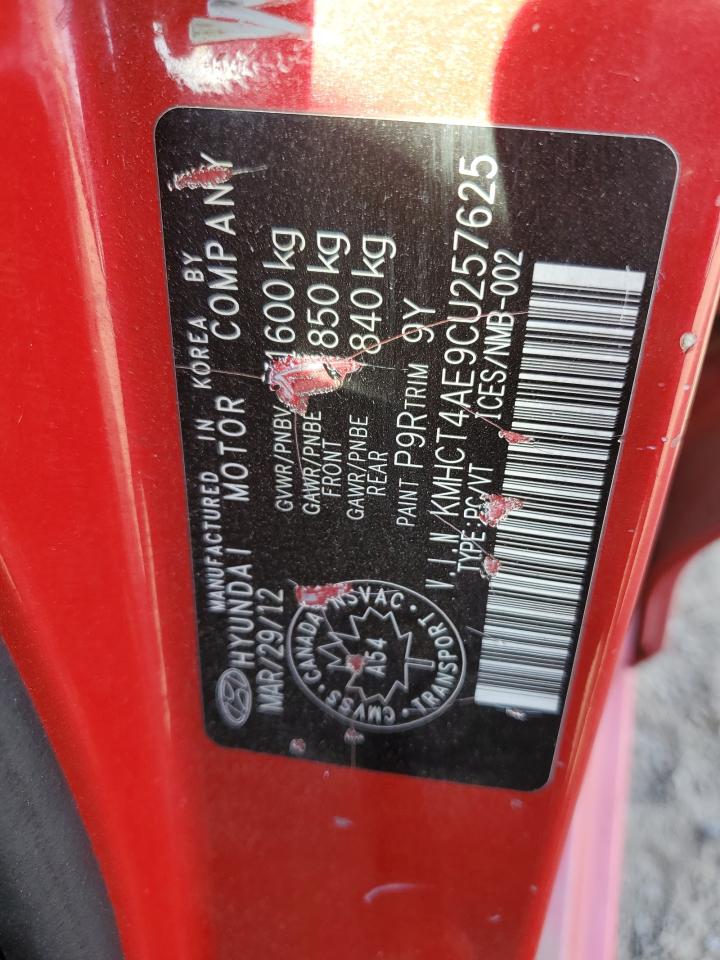 MANUFACTURED IN KOREA BY
HYUNDAI MOTOR COMPANY
MAR/29/12
GVWR/PNBV 1600 kg
GAWR/PNBE FRONT 850 kg
GAWR/PNBE REAR 840 kg
PAINT P9R TRIM 9Y
V.I.N KMHCT4AE9CU257625
TYPE:PC/VT ICES/NMB-002
CANADA
NSVAC
TRANSPORT
CMVSS
A54